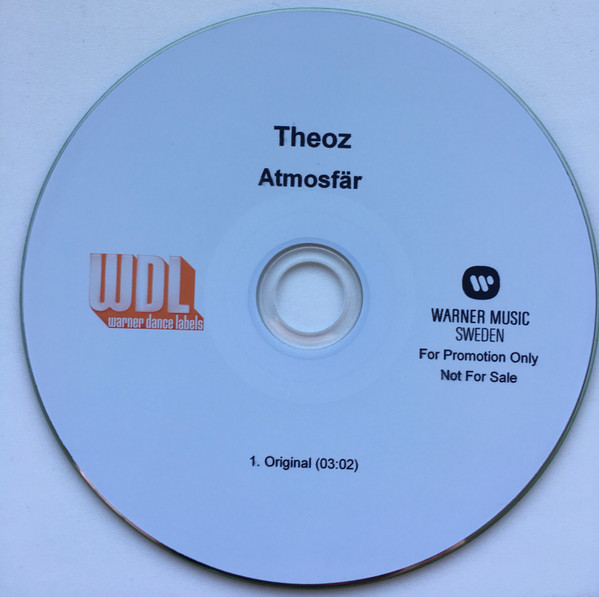 Theoz
Atmosfär
WDL
warner dance labels
WARNER MUSIC
SWEDEN
For Promotion Only
Not For Sale
1. Original (03:02)